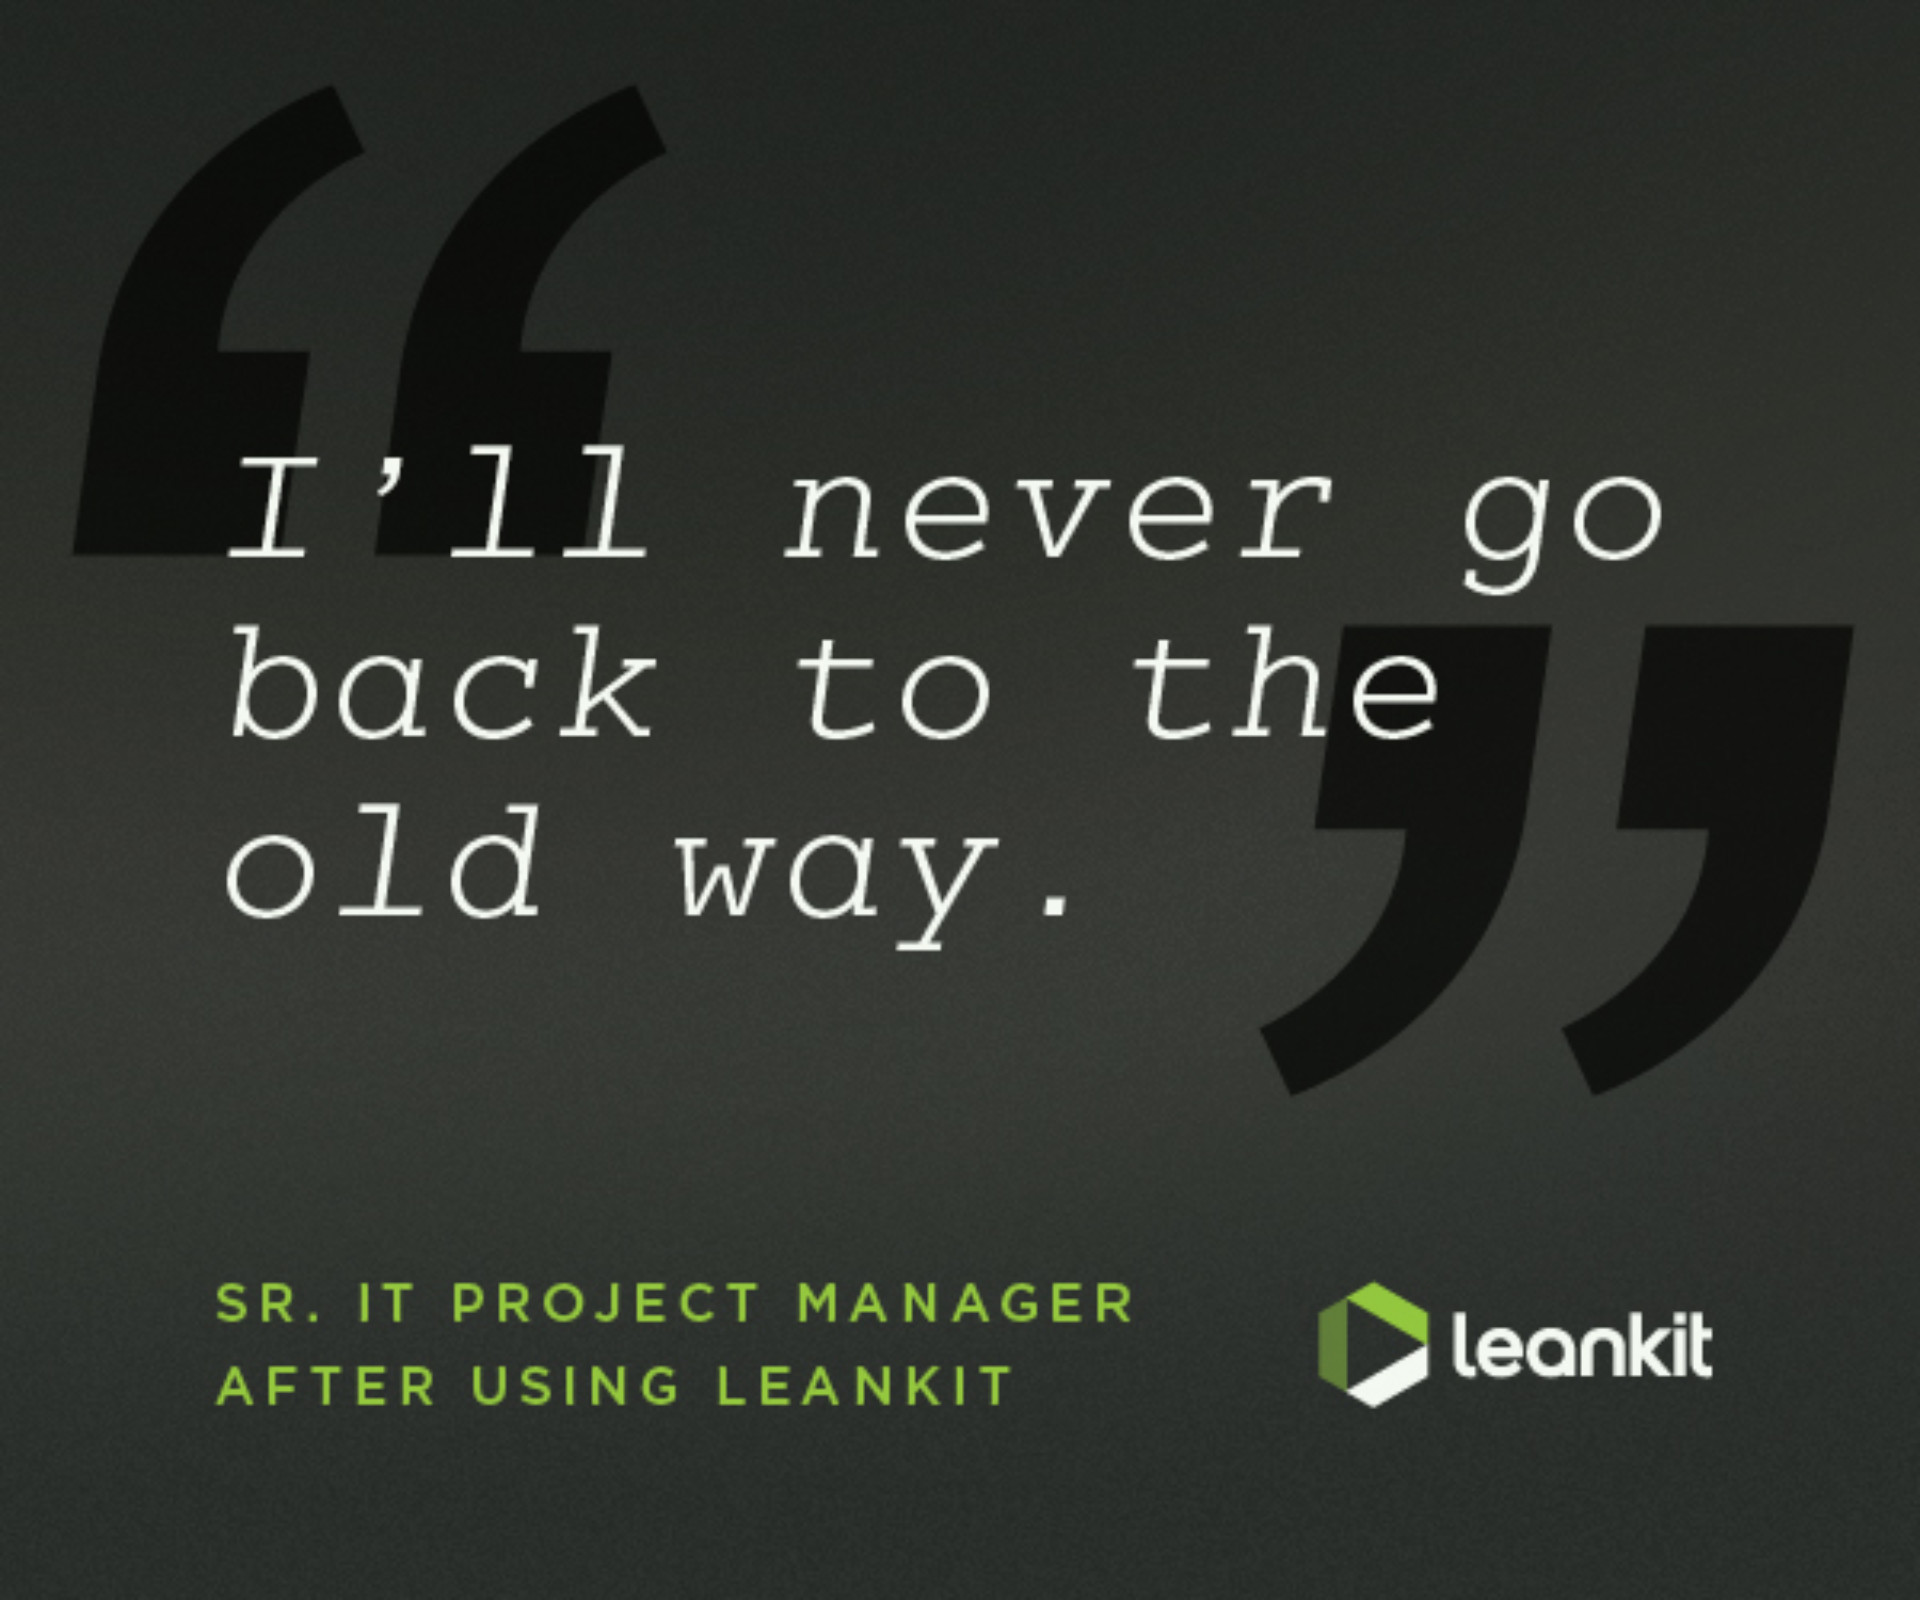 I’ll never go
back to the
old way.
SR. IT PROJECT MANAGER
AFTER USING LEANKIT
leankit